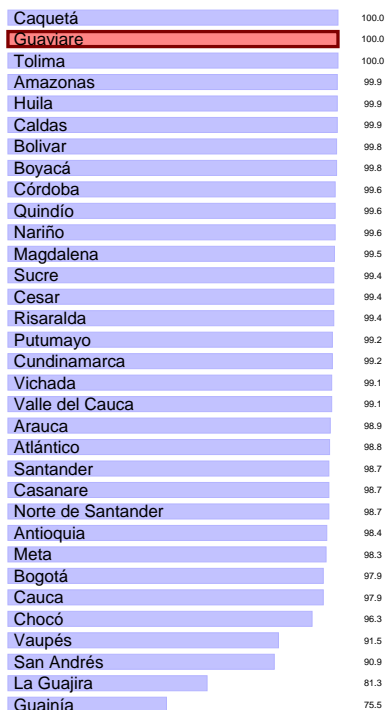 Caquetá 100.0
Guaviare 100.0
Tolima 100.0
Amazonas 99.9
Huila 99.9
Caldas 99.9
Bolivar 99.8
Boyacá 99.8
Córdoba 99.6
Quindío 99.6
Nariño 99.6
Magdalena 99.5
Sucre 99.4
Cesar 99.4
Risaralda 99.4
Putumayo 99.2
Cundinamarca 99.2
Vichada 99.1
Valle del Cauca 99.1
Arauca 98.9
Atlántico 98.8
Santander 98.7
Casanare 98.7
Norte de Santander 98.7
Antioquia 98.4
Meta 98.3
Bogotá 97.9
Cauca 97.9
Chocó 96.3
Vaupés 91.5
San Andrés 90.9
La Guajira 81.3
Guainía 75.5